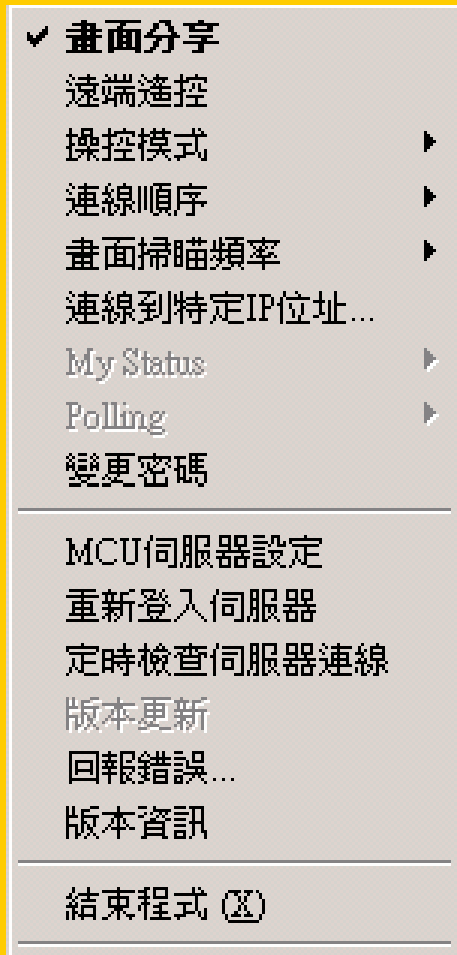 畫面分享
遠端遙控
操控模式
連線順序
畫面掃瞄頻率
連線到特定IP位址...
My Status
Polling
變更密碼
MCU伺服器設定
重新登入伺服器
定時檢查伺服器連線
版本更新
回報錯誤...
版本資訊
結束程式 (X)